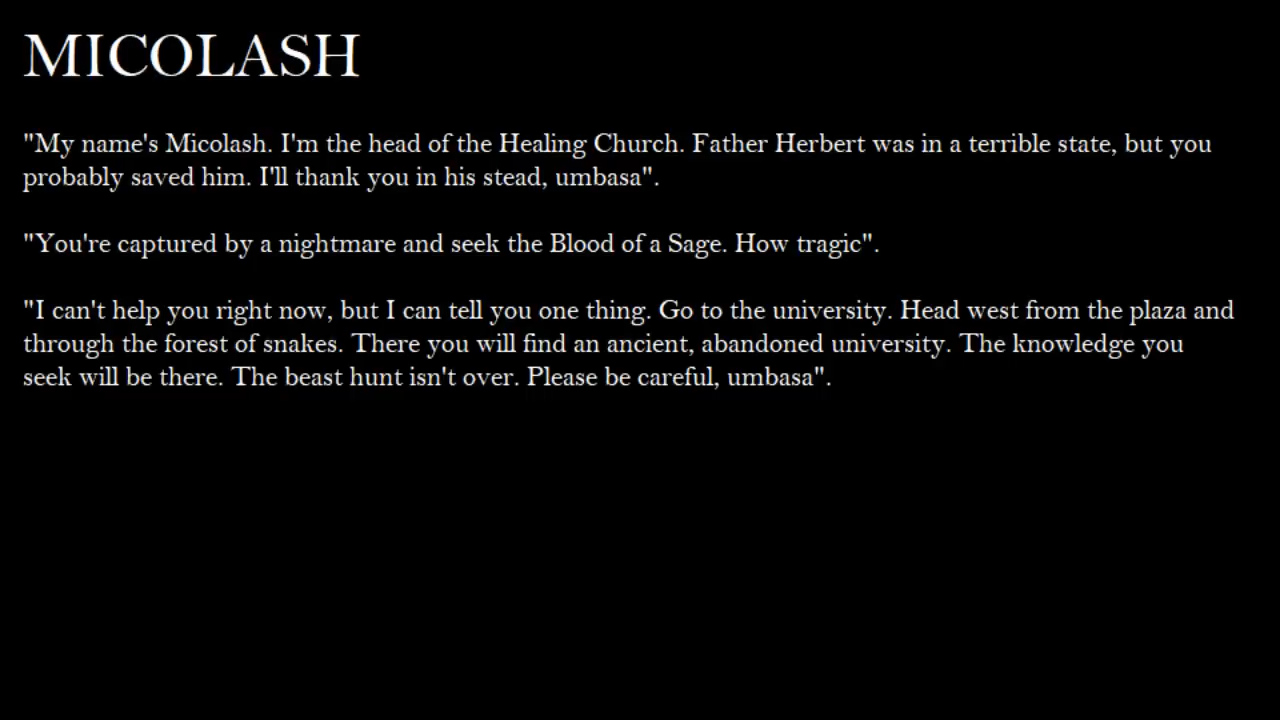 MICOLASH
"My name's Micolash. I'm the head of the Healing Church. Father Herbert was in a terrible state, but you
probably saved him. I'll thank you in his stead, umbasa".
"You're captured by a nightmare and seek the Blood of a Sage. How tragic".
"I can't help you right now, but I can tell you one thing. Go to the university. Head west from the plaza and
through the forest of snakes. There you will find an ancient, abandoned university. The knowledge you
seek will be there. The beast hunt isn't over. Please be careful, umbasa".